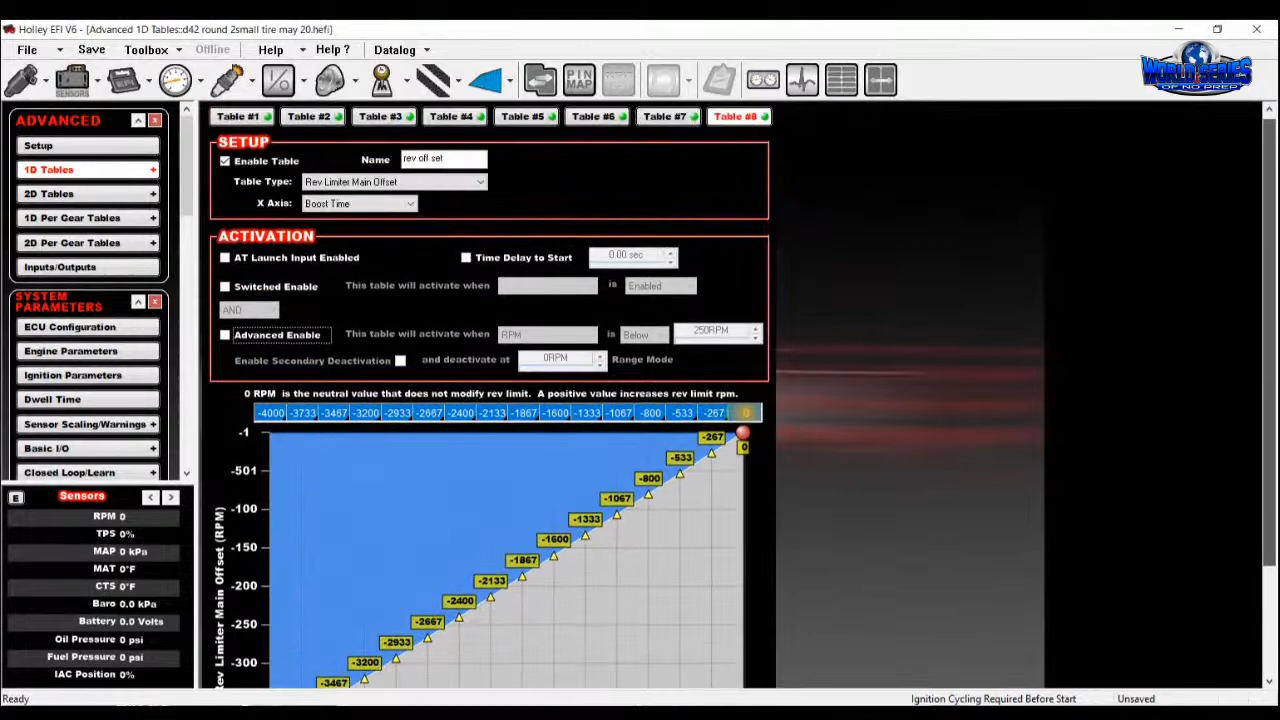 Holley EFI V6 - [Advanced 1D Tables::d42 round 2small tire may 20.hefi]
File Save Toolbox Offline Help Help ? Datalog
SENSORS PIN MAP
WORLD SERIES
OF NO PREP
ADVANCED
Setup
1D Tables +
2D Tables +
1D Per Gear Tables +
2D Per Gear Tables +
Inputs/Outputs
SYSTEM
PARAMETERS
ECU Configuration
Engine Parameters
Ignition Parameters
Dwell Time
Sensor Scaling/Warnings +
Basic I/O +
Closed Loop/Learn +
E Sensors < >
RPM 0
TPS 0%
MAP 0 kPa
MAT 0°F
CTS 0°F
Baro 0.0 kPa
Battery 0.0 Volts
Oil Pressure 0 psi
Fuel Pressure 0 psi
IAC Position 0%
Table #1 Table #2 Table #3 Table #4 Table #5 Table #6 Table #7 Table #8
SETUP
Enable Table Name rev off set
Table Type: Rev Limiter Main Offset
X Axis: Boost Time
ACTIVATION
AT Launch Input Enabled Time Delay to Start 0.00 sec
Switched Enable This table will activate when is Enabled
AND
Advanced Enable This table will activate when RPM is Below 250RPM
Enable Secondary Deactivation and deactivate at 0RPM Range Mode
0 RPM is the neutral value that does not modify rev limit. A positive value increases rev limit rpm.
-4000 -3733 -3467 -3200 -2933 -2667 -2400 -2133 -1867 -1600 -1333 -1067 -800 -533 -267 0
-1
-501
-100
-150
-200
-250
-300
Rev Limiter Main Offset (RPM)
0
-267
-533
-800
-1067
-1333
-1600
-1867
-2133
-2400
-2667
-2933
-3200
-3467
Ready Ignition Cycling Required Before Start Unsaved